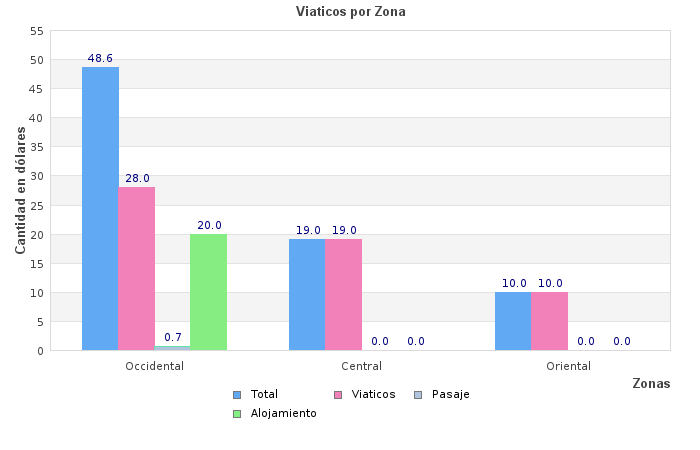 Viaticos por Zona
Cantidad en dólares
55
50
45
40
35
30
25
20
15
10
5
0
48.6
28.0
0.7
20.0
19.0
19.0
0.0
0.0
10.0
10.0
0.0
0.0
Occidental
Central
Oriental
Zonas
Total
Viaticos
Pasaje
Alojamiento